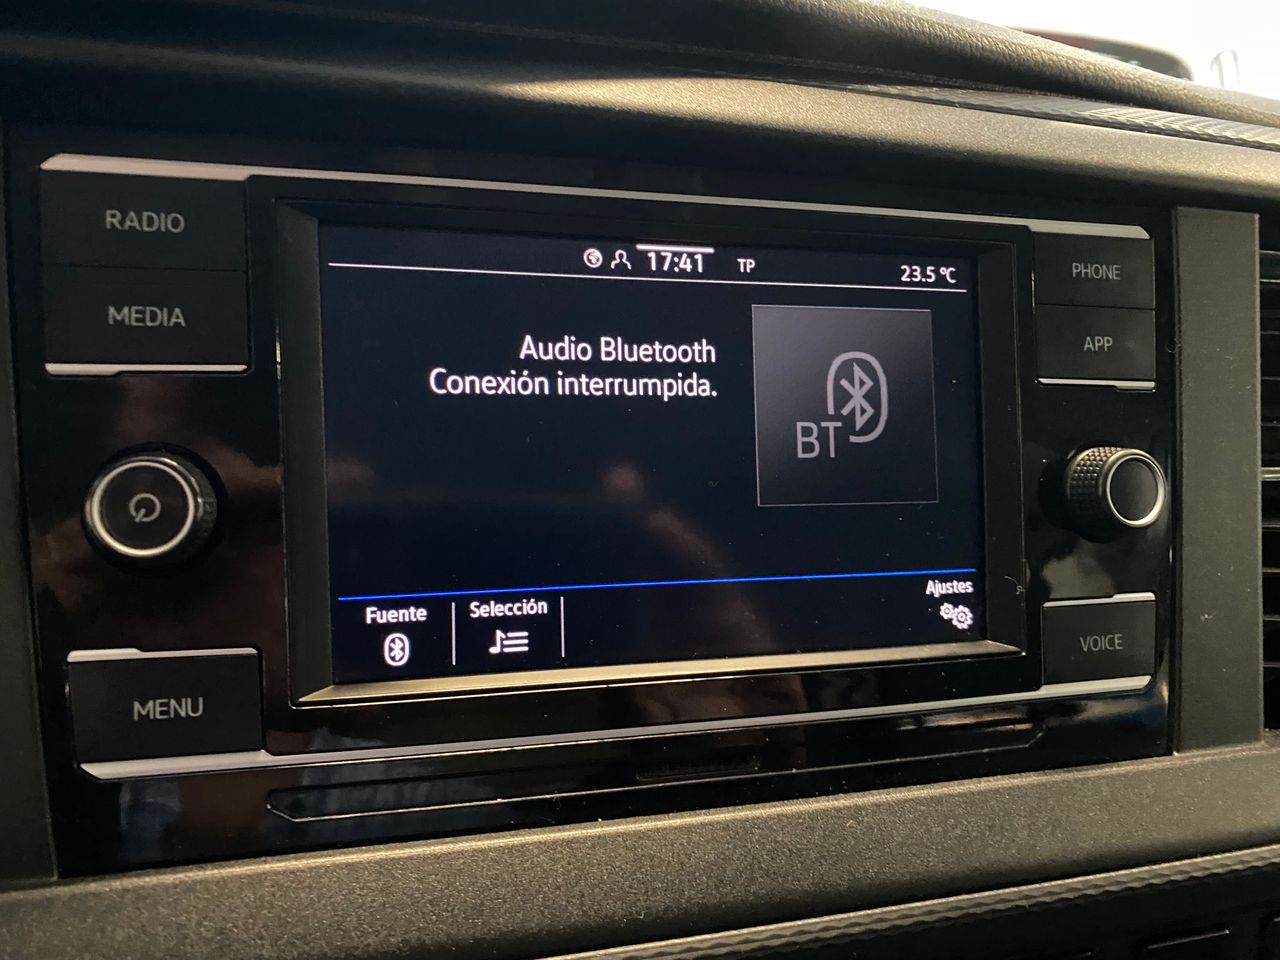 RADIO
MEDIA
MENU
17:41
TP
23.5 °C
Audio Bluetooth
Conexión interrumpida.
BT
Fuente
Selección
Ajustes
PHONE
APP
VOICE